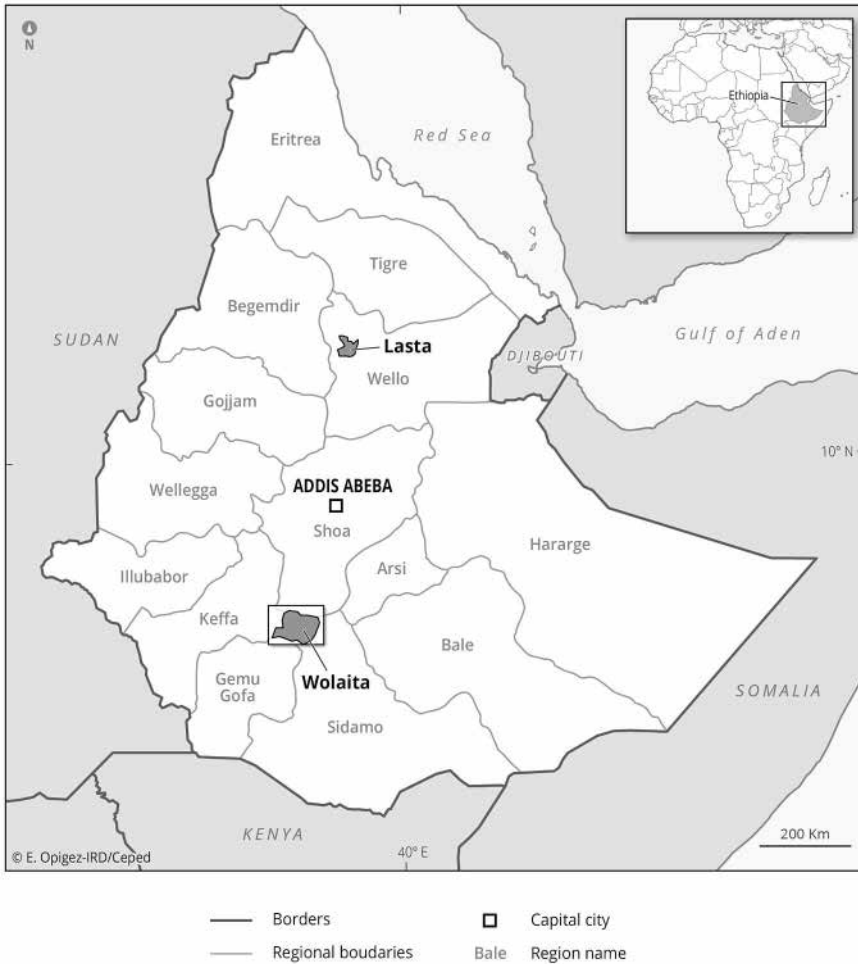 N
Ethiopia
Eritrea
Red Sea
Tigre
Begemdir
SUDAN
Lasta
Wello
DJIBOUTI
Gulf of Aden
Gojjam
10° N
Wellegga
ADDIS ABEBA
Shoa
Hararge
Illubabor
Arsi
Keffa
Bale
Gemu
Gofa
Wolaita
SOMALIA
Sidamo
KENYA
200 Km
© E. Opigez-IRD/Ceped
40° E
Borders
Capital city
Regional boudaries
Bale
Region name